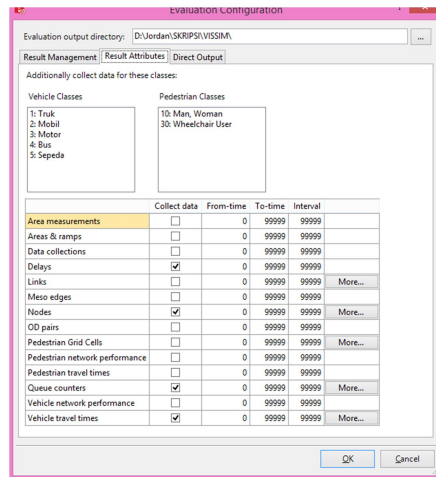 Evaluation Configuration
Evaluation output directory: D:\Jordan\SKRIPSI\VISSIM\ ...
Result Management Result Attributes Direct Output
Additionally collect data for these classes:
Vehicle Classes Pedestrian Classes
1: Truk 10: Man, Woman
2: Mobil 30: Wheelchair User
3: Motor
4: Bus
5: Sepeda
Collect data From-time To-time Interval
Area measurements 0 99999 99999
Areas & ramps 0 99999 99999
Data collections 0 99999 99999
Delays 0 99999 99999
Links 0 99999 99999 More...
Meso edges 0 99999 99999
Nodes 0 99999 99999 More...
OD pairs 0 99999 99999
Pedestrian Grid Cells 0 99999 99999 More...
Pedestrian network performance 0 99999 99999
Pedestrian travel times 0 99999 99999
Queue counters 0 99999 99999 More...
Vehicle network performance 0 99999 99999
Vehicle travel times 0 99999 99999 More...
OK Cancel